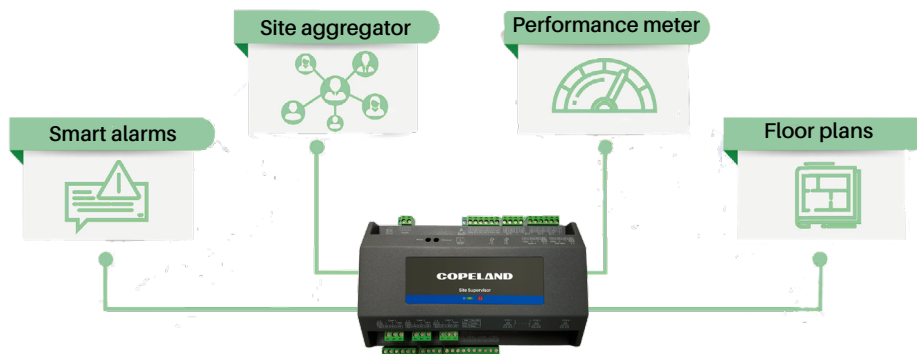 Site aggregator
Performance meter
Smart alarms
Floor plans
COPELAND
Site Supervisor